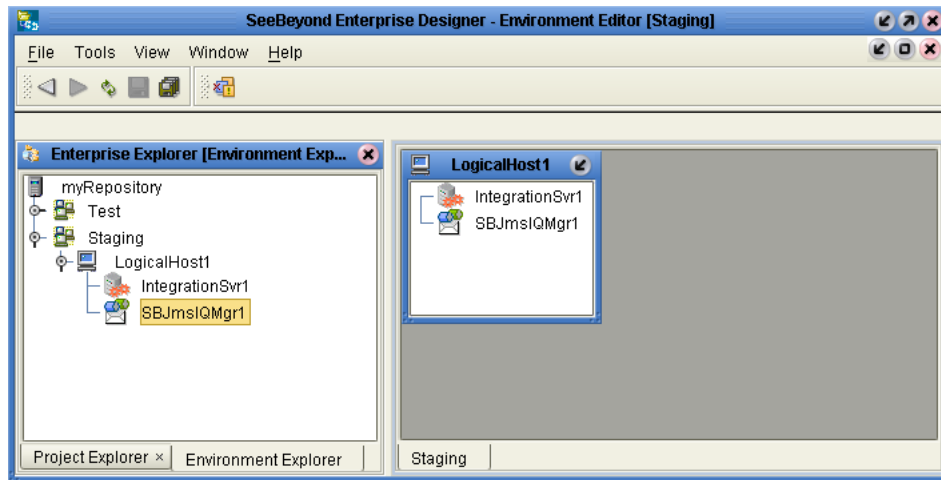 SeeBeyond Enterprise Designer - Environment Editor [Staging]
File Tools View Window Help
Enterprise Explorer [Environment Exp...
myRepository
Test
Staging
LogicalHost1
IntegrationSvr1
SBJmsIQMgr1
Project Explorer × Environment Explorer
LogicalHost1
IntegrationSvr1
SBJmsIQMgr1
Staging